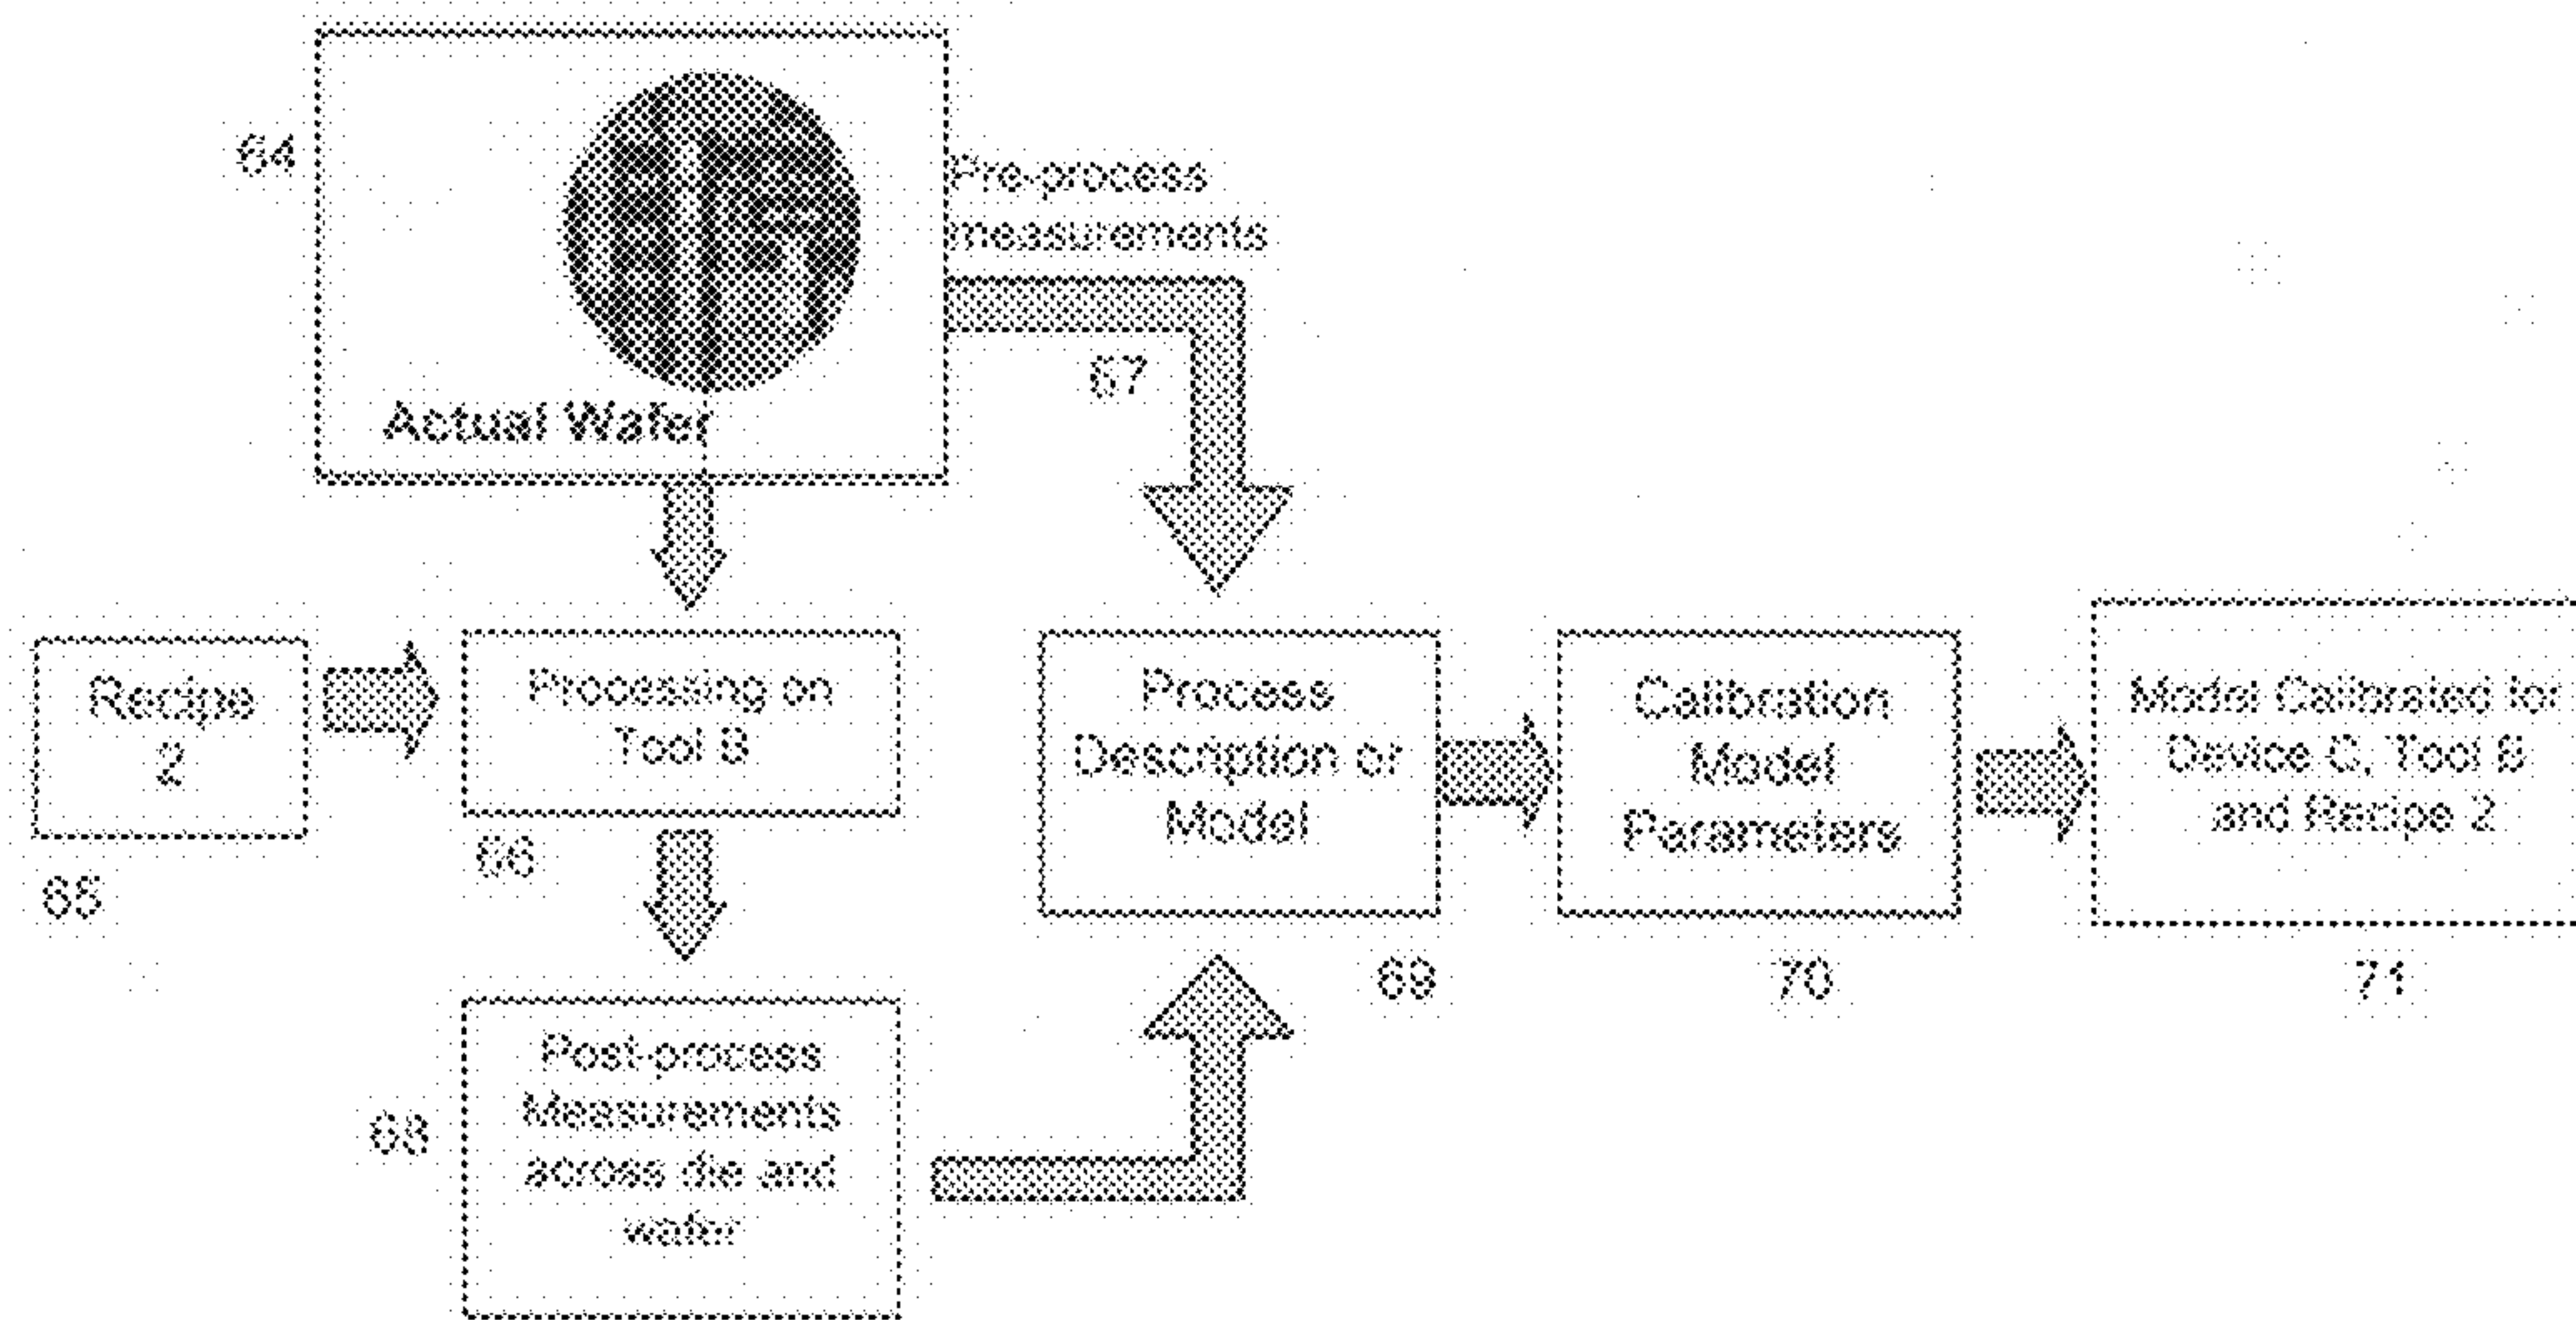 64
Pre-process
measurements
67
Actual Wafer
Recipe
2
65
Processing on
Tool B
66
Process
Description or
Model
69
Calibration
Model
Parameters
70
Model Calibrated for
Device C, Tool B
and Recipe 2
71
Post-process
Measurements
across die and
wafer
68